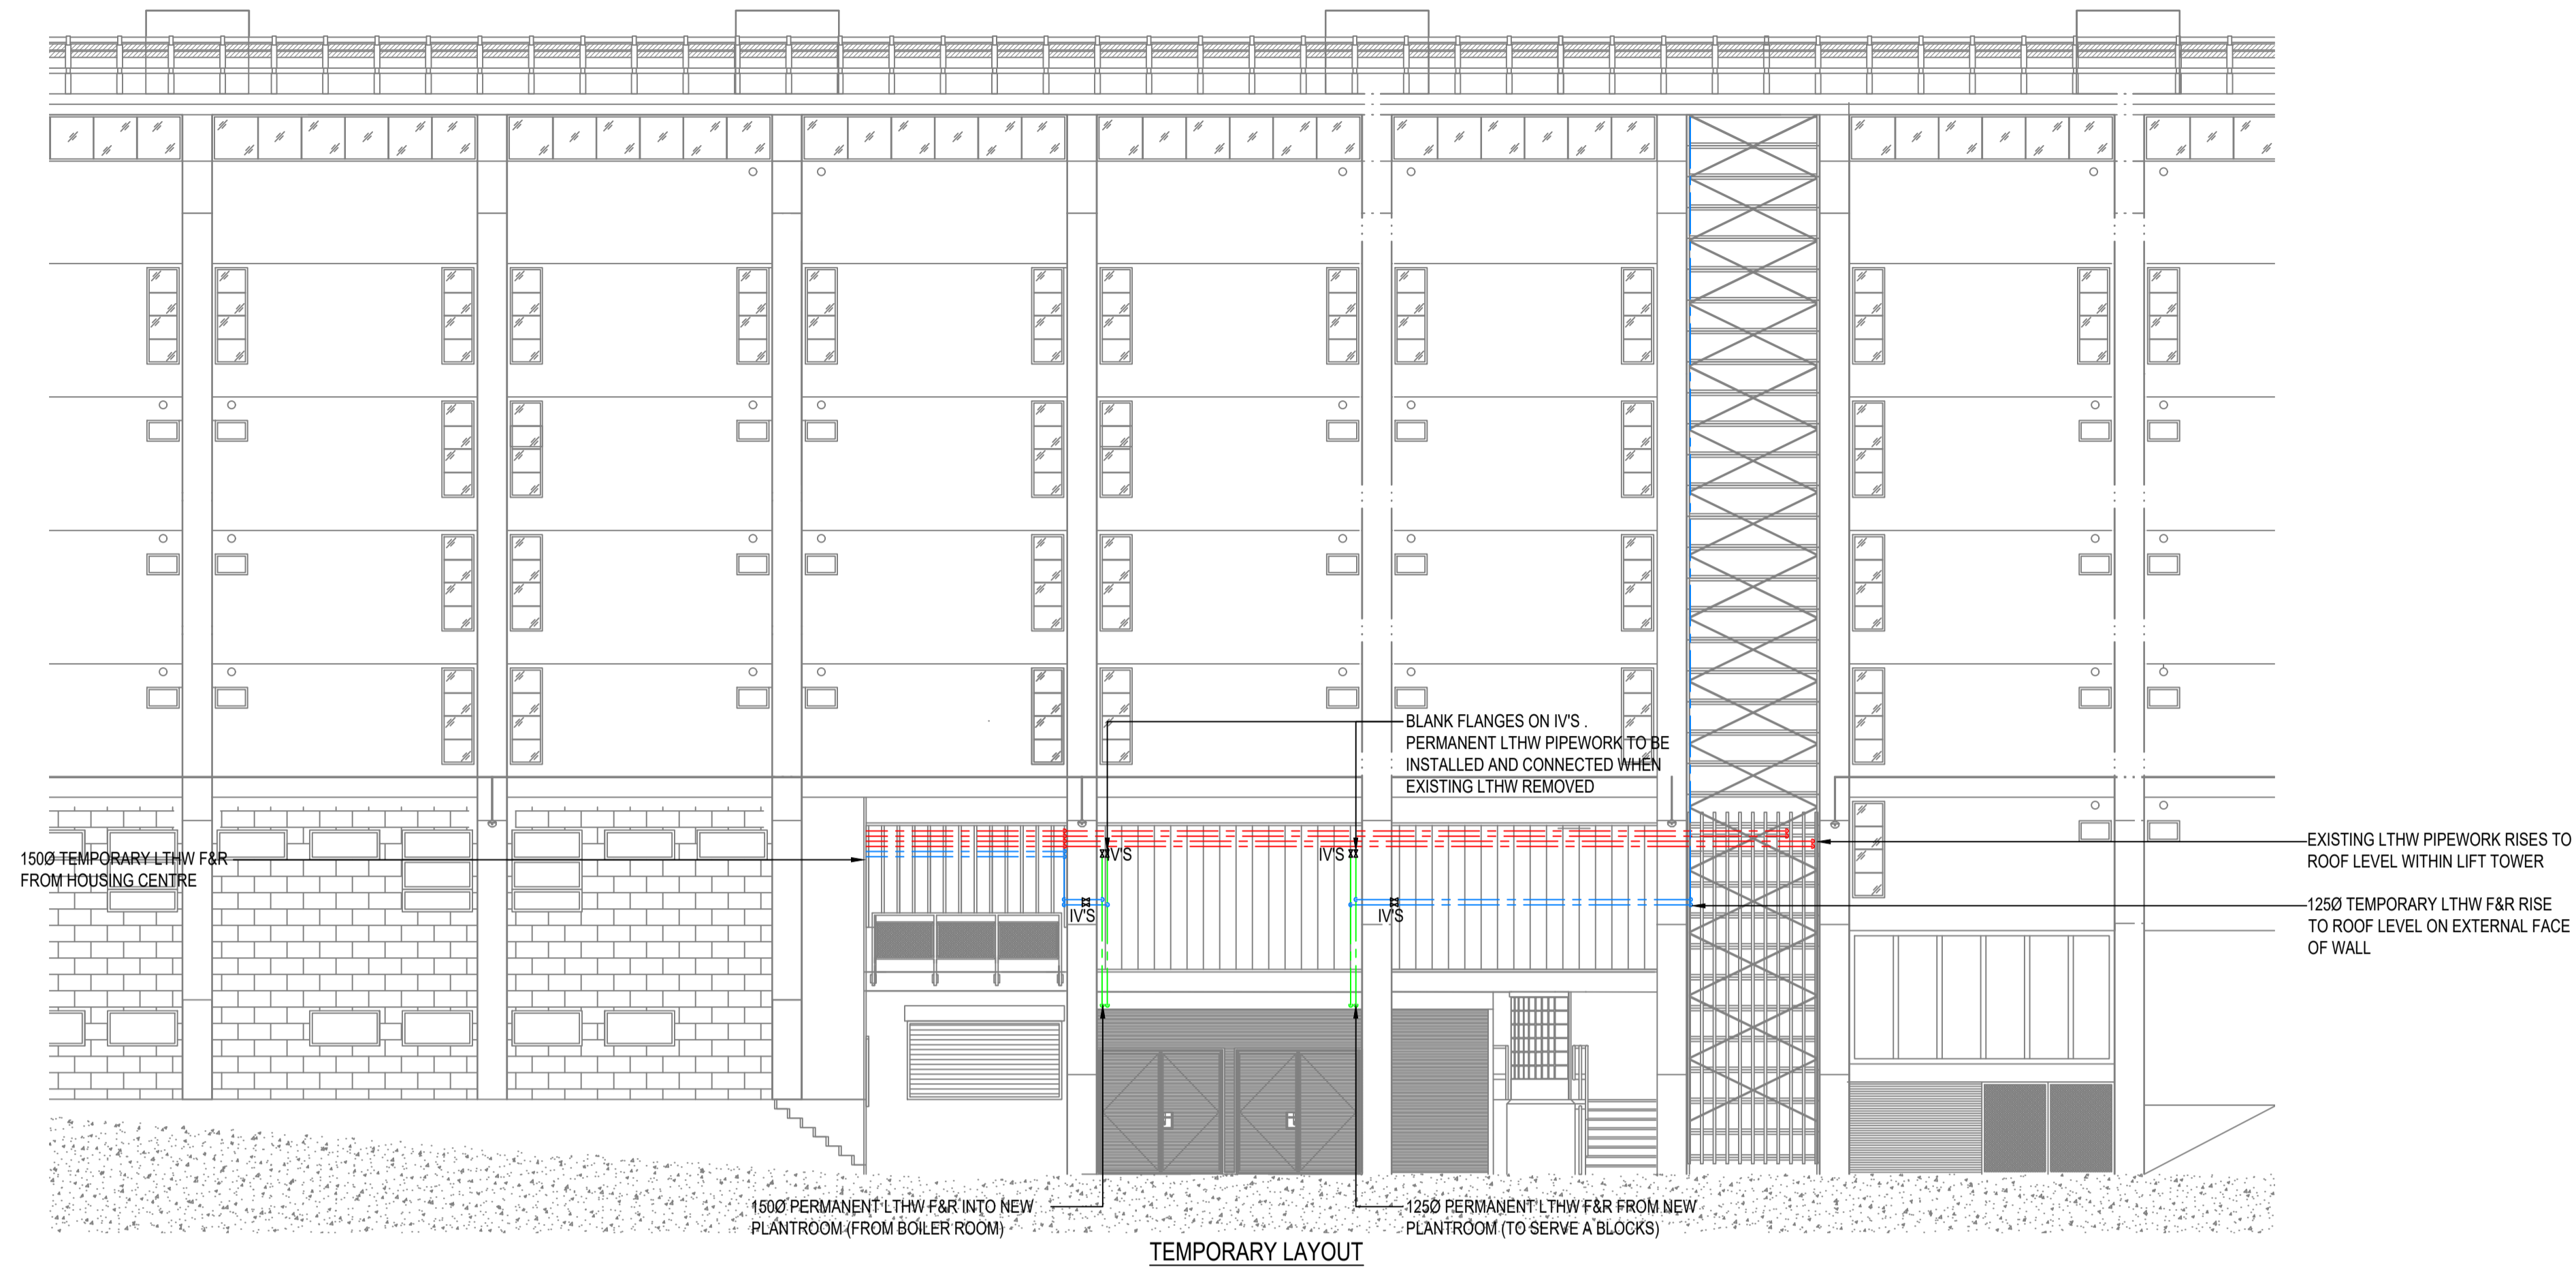 BLANK FLANGES ON IV'S .
PERMANENT LTHW PIPEWORK TO BE
INSTALLED AND CONNECTED WHEN
EXISTING LTHW REMOVED
150Ø TEMPORARY LTHW F&R
FROM HOUSING CENTRE
IV'S
IV'S
EXISTING LTHW PIPEWORK RISES TO
ROOF LEVEL WITHIN LIFT TOWER
IV'S
IV'S
125Ø TEMPORARY LTHW F&R RISE
TO ROOF LEVEL ON EXTERNAL FACE
OF WALL
150Ø PERMANENT LTHW F&R INTO NEW
PLANTROOM (FROM BOILER ROOM)
125Ø PERMANENT LTHW F&R FROM NEW
PLANTROOM (TO SERVE A BLOCKS)
TEMPORARY LAYOUT